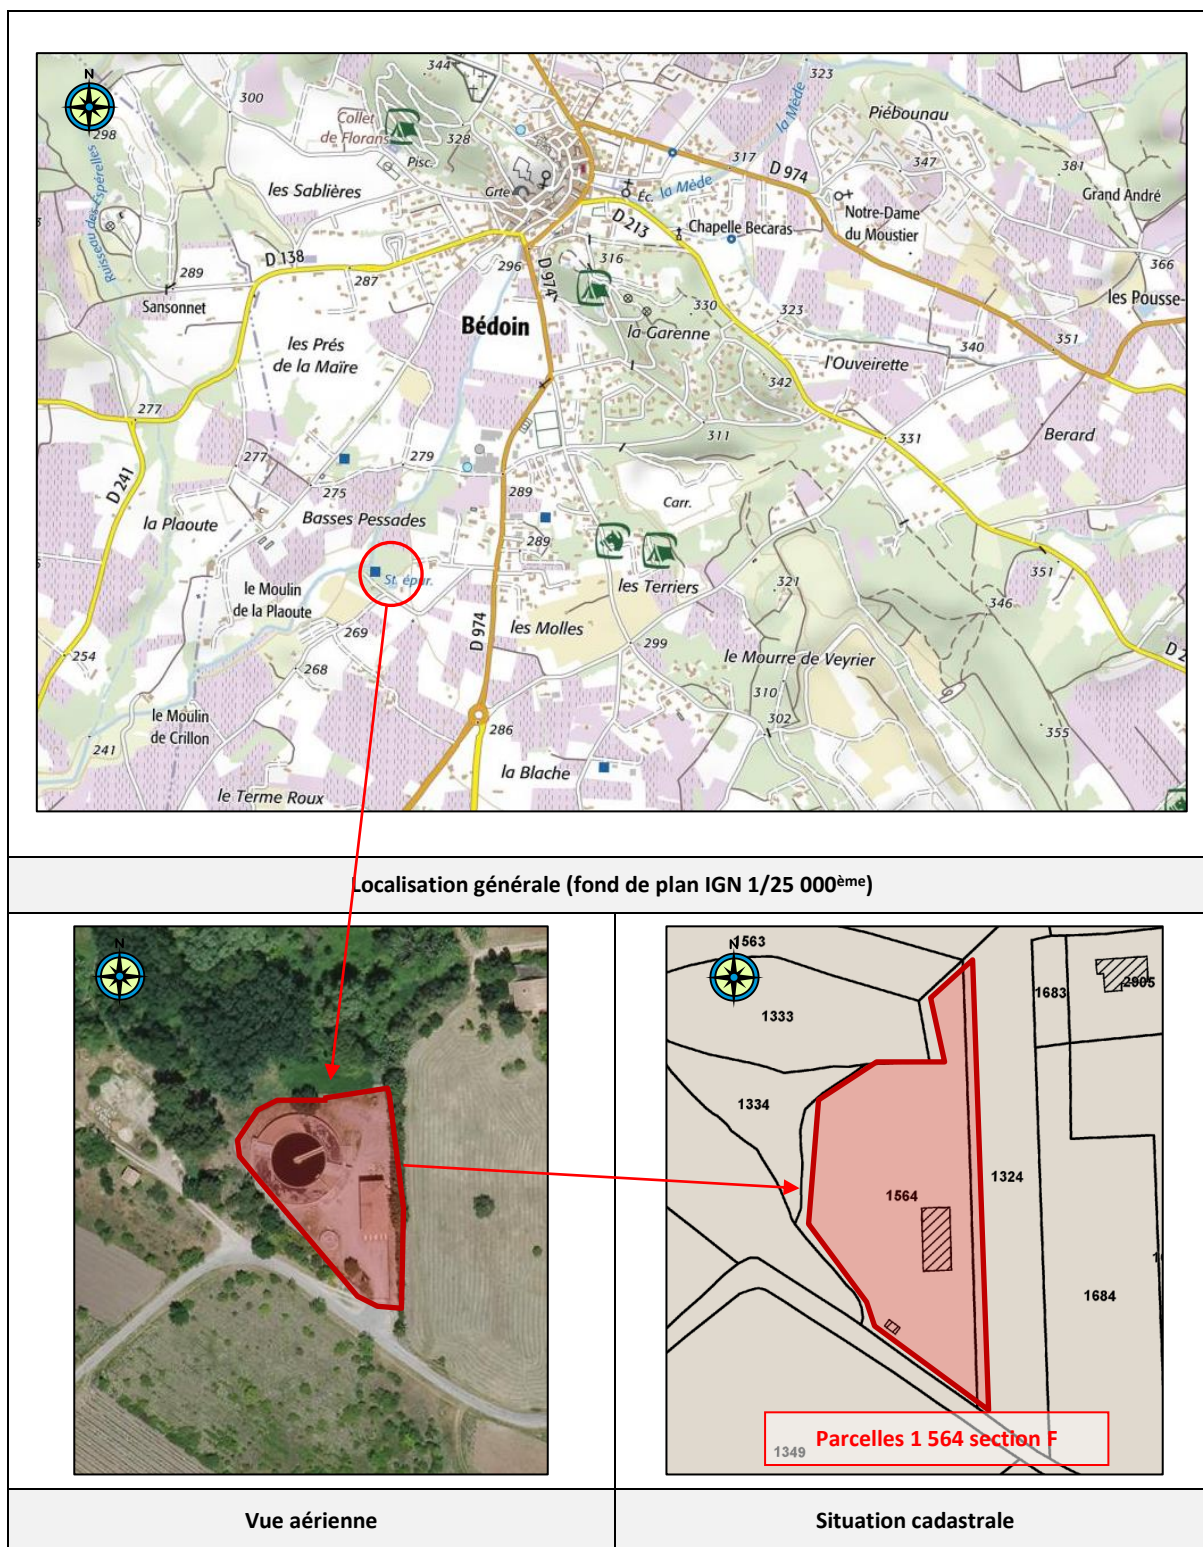 N
344
323
300
Collet
de Florans
298
328
Pisc.
la Mède
Piébounau
317
347
381
D 974
Grand André
Ruisseau des Espérelles
les Sablières
Grte
Éc.
la Mède
D 213
Chapelle Becaras
Notre-Dame
du Moustier
D 138
289
287
296
D 974
316
366
Sansonnet
330
323
les Pousse-
Bédoin
la Garenne
340
351
les Prés
de la Maïre
l'Ouveirette
342
277
311
331
Berard
277
279
D 241
275
289
Carr.
la Plaoute
Basses Pessades
289
St. épur.
les Terriers
321
351
le Moulin
de la Plaoute
346
269
les Molles
D 974
299
D 2
254
268
le Mourre de Veyrier
310
le Moulin
de Crillon
302
241
286
355
la Blache
le Terme Roux
Localisation générale (fond de plan IGN 1/25 000ème)
N
N
1563
1683
2905
1333
1334
1564
1324
1684
1349
Parcelles 1 564 section F
Vue aérienne
Situation cadastrale